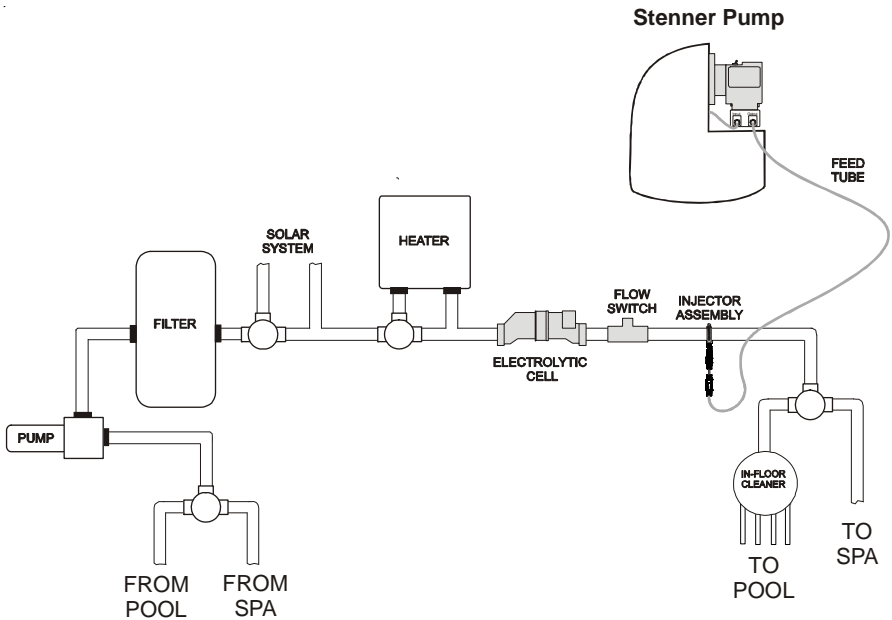 Stenner Pump
FEED
TUBE
SOLAR
SYSTEM
HEATER
FILTER
FLOW
SWITCH
INJECTOR
ASSEMBLY
ELECTROLYTIC
CELL
PUMP
IN-FLOOR
CLEANER
FROM
POOL
FROM
SPA
TO
POOL
TO
SPA